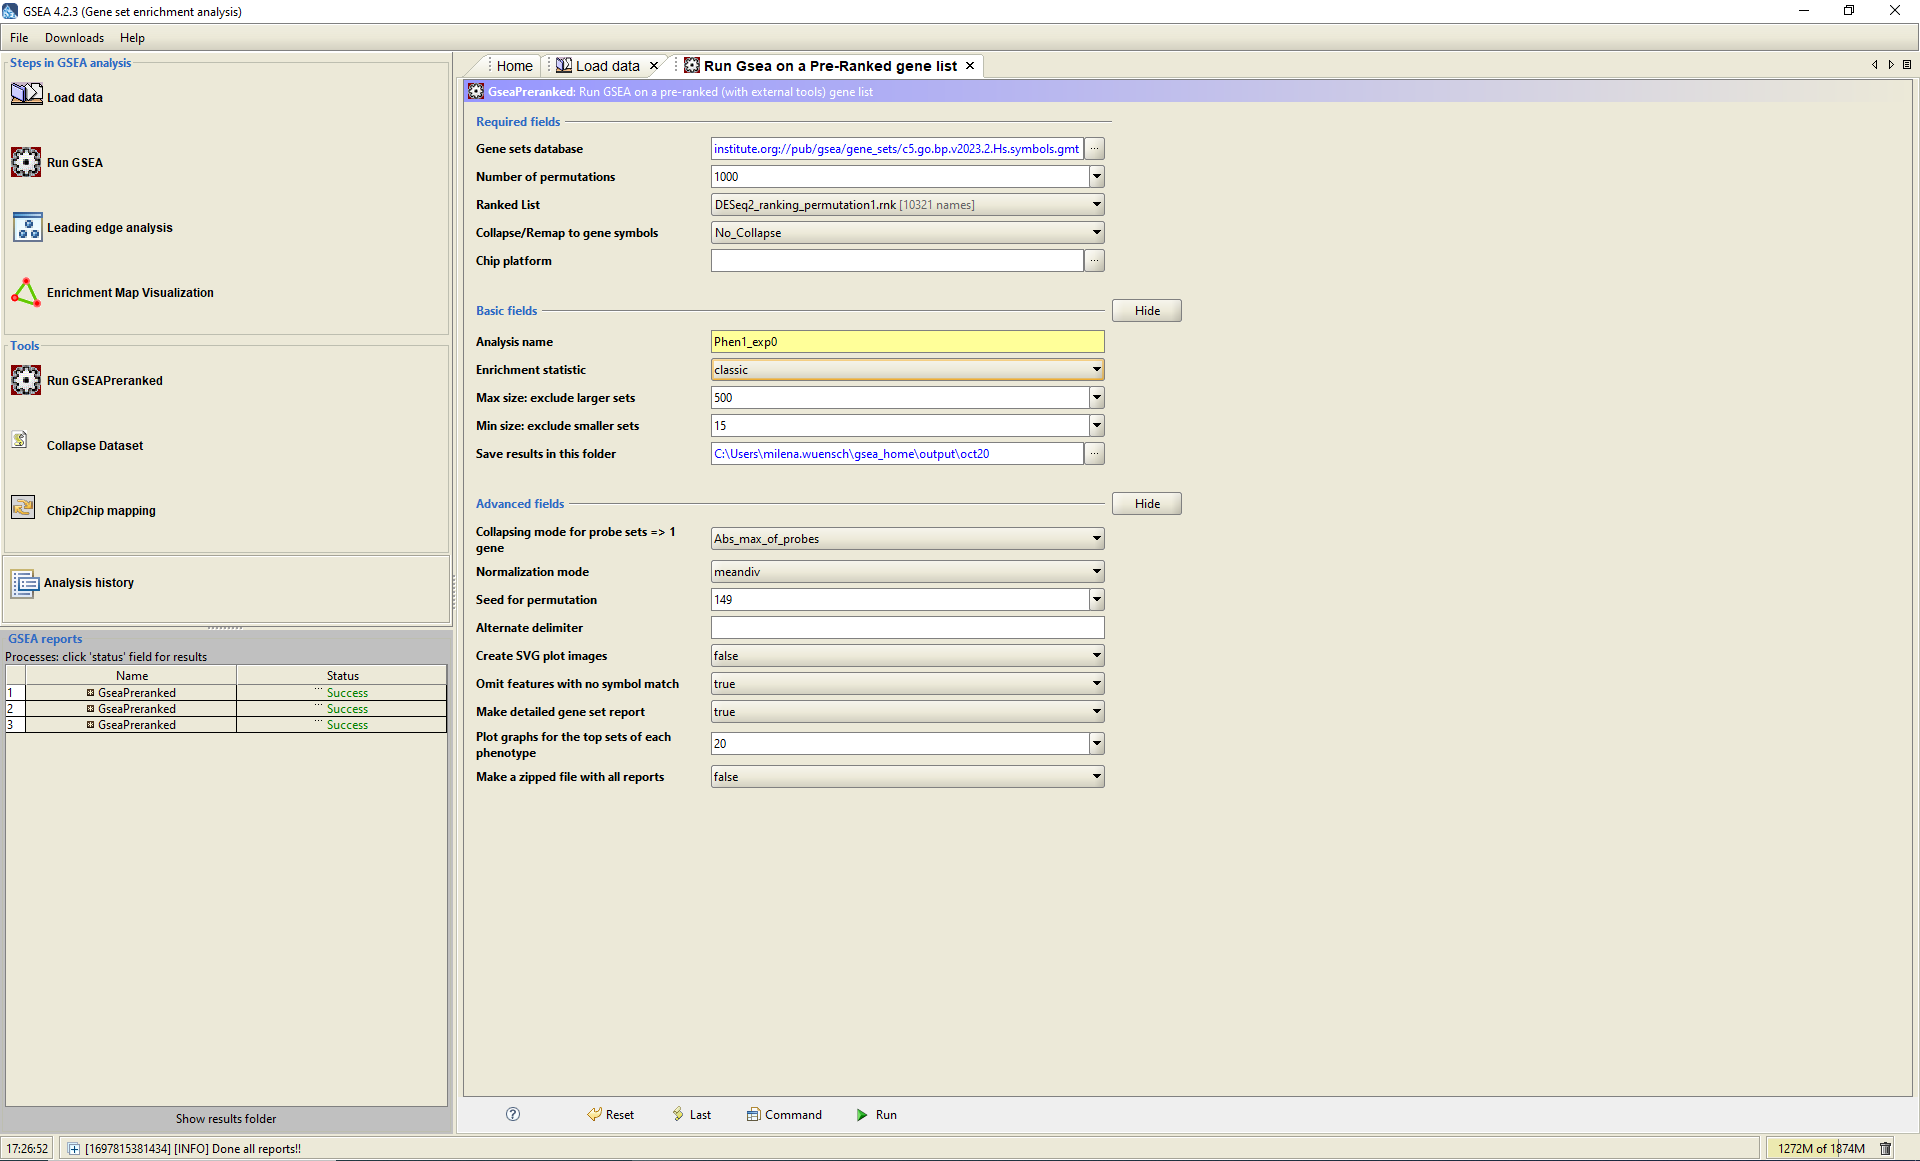 GSEA 4.2.3 (Gene set enrichment analysis)
File Downloads Help
Steps in GSEA analysis
Load data
Run GSEA
Leading edge analysis
Enrichment Map Visualization
Tools
Run GSEAPreranked
Collapse Dataset
Chip2Chip mapping
Analysis history
GSEA reports
Processes: click 'status' field for results
Name Status
1 GseaPreranked ... Success
2 GseaPreranked ... Success
3 GseaPreranked ... Success
Show results folder
Home Load data Run Gsea on a Pre-Ranked gene list
GseaPreranked: Run GSEA on a pre-ranked (with external tools) gene list
Required fields
Gene sets database institute.org://pub/gsea/gene_sets/c5.go.bp.v2023.2.Hs.symbols.gmt ...
Number of permutations 1000
Ranked List DESeq2_ranking_permutation1.rnk [10321 names]
Collapse/Remap to gene symbols No_Collapse
Chip platform ...
Basic fields Hide
Analysis name Phen1_exp0
Enrichment statistic classic
Max size: exclude larger sets 500
Min size: exclude smaller sets 15
Save results in this folder C:\Users\milena.wuensch\gsea_home\output\oct20 ...
Advanced fields Hide
Collapsing mode for probe sets => 1
gene Abs_max_of_probes
Normalization mode meandiv
Seed for permutation 149
Alternate delimiter
Create SVG plot images false
Omit features with no symbol match true
Make detailed gene set report true
Plot graphs for the top sets of each
phenotype 20
Make a zipped file with all reports false
? Reset Last Command Run
17:26:52 [1697815381434] [INFO] Done all reports!! 1272M of 1874M